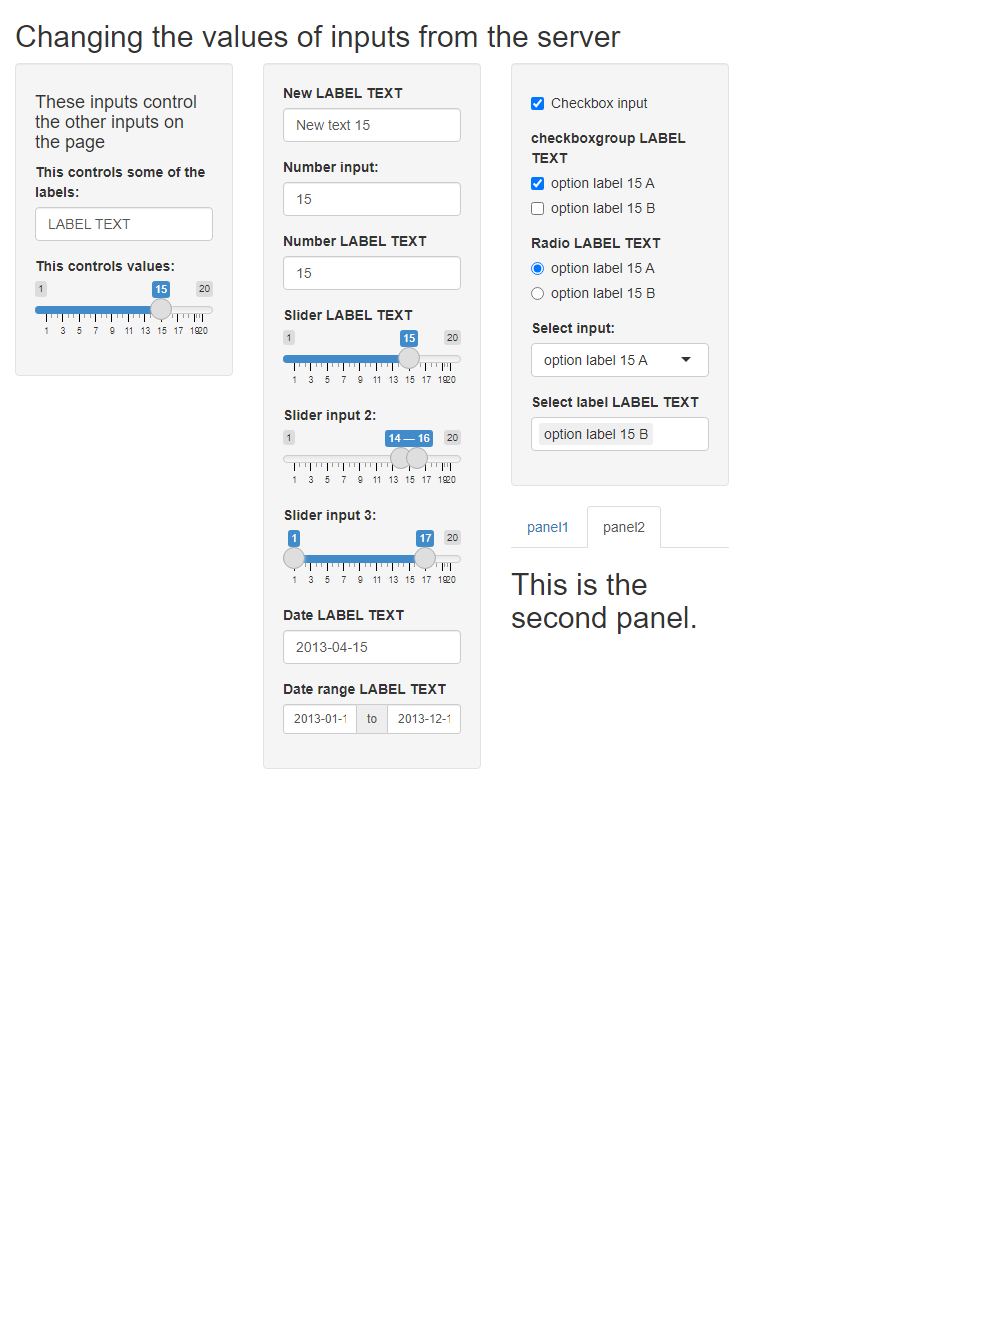 Changing the values of inputs from the server
These inputs control
the other inputs on
the page
This controls some of the
labels:
LABEL TEXT
This controls values:
1 15 20
1 3 5 7 9 11 13 15 17 19 20
New LABEL TEXT
New text 15
Number input:
15
Number LABEL TEXT
15
Slider LABEL TEXT
1 15 20
1 3 5 7 9 11 13 15 17 19 20
Slider input 2:
1 14 — 16 20
1 3 5 7 9 11 13 15 17 19 20
Slider input 3:
1 17 20
1 3 5 7 9 11 13 15 17 19 20
Date LABEL TEXT
2013-04-15
Date range LABEL TEXT
2013-01-1 to 2013-12-1
Checkbox input
checkboxgroup LABEL
TEXT
option label 15 A
option label 15 B
Radio LABEL TEXT
option label 15 A
option label 15 B
Select input:
option label 15 A
Select label LABEL TEXT
option label 15 B
panel1 panel2
This is the
second panel.